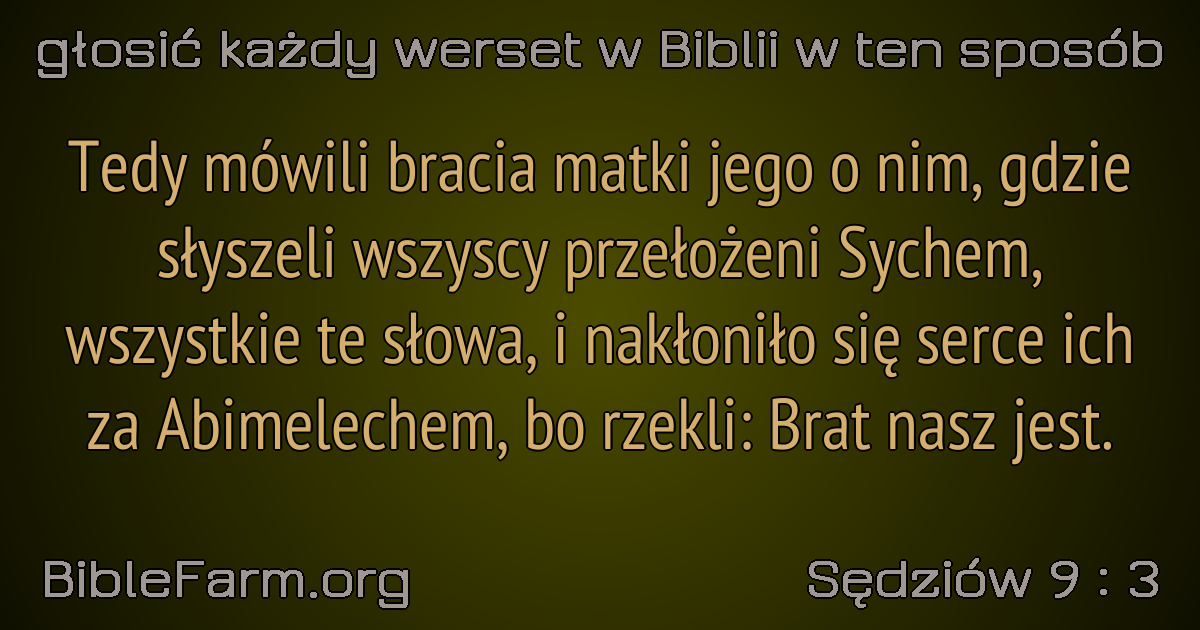 głosić każdy werset w Biblii w ten sposób
Tedy mówili bracia matki jego o nim, gdzie
słyszeli wszyscy przełożeni Sychem,
wszystkie te słowa, i nakłoniło się serce ich
za Abimelechem, bo rzekli: Brat nasz jest.
BibleFarm.org
Sędziów 9 : 3